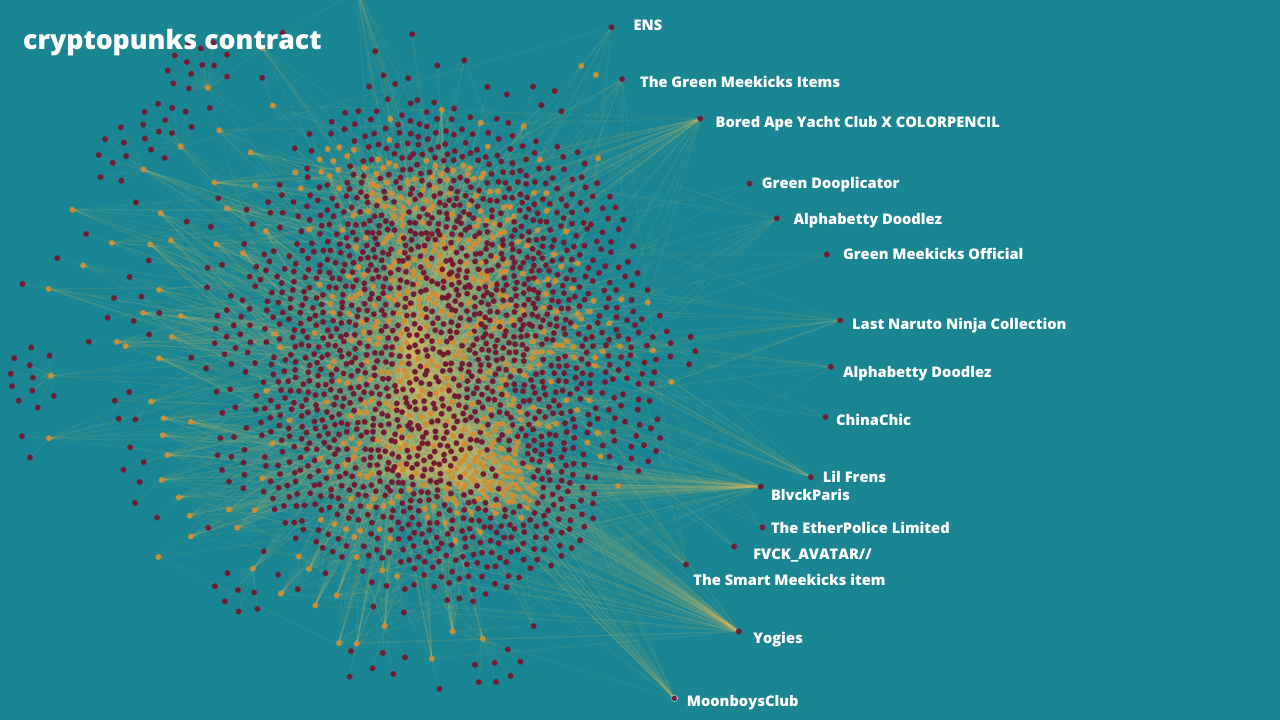 cryptopunks contract
ENS
The Green Meekicks Items
Bored Ape Yacht Club X COLORPENCIL
Green Dooplicator
Alphabetty Doodlez
Green Meekicks Official
Last Naruto Ninja Collection
Alphabetty Doodlez
ChinaChic
Lil Frens
BlvckParis
The EtherPolice Limited
FVCK_AVATAR//
The Smart Meekicks item
Yogies
MoonboysClub